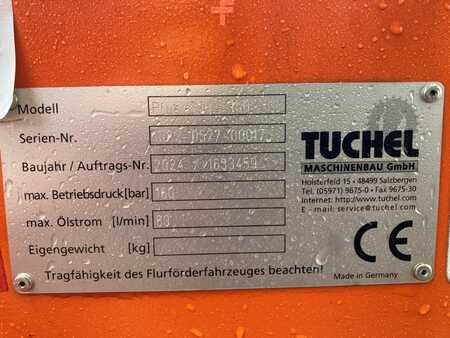 Modell
Serien-Nr.
Baujahr / Auftrags-Nr. 2024
max. Betriebsdruck[bar] 160
max. Ölstrom [l/min] 80
Eigengewicht [kg]
Tragfähigkeit des Flurförderfahrzeuges beachten!
TUCHEL
MASCHINENBAU GmbH
Holsterfeld 15 • 48499 Salzbergen
Tel. (05971) 9675-0 • Fax 9675-30
Internet: http://www.tuchel.com
E - mail: service@tuchel.com
CE
Made in Germany